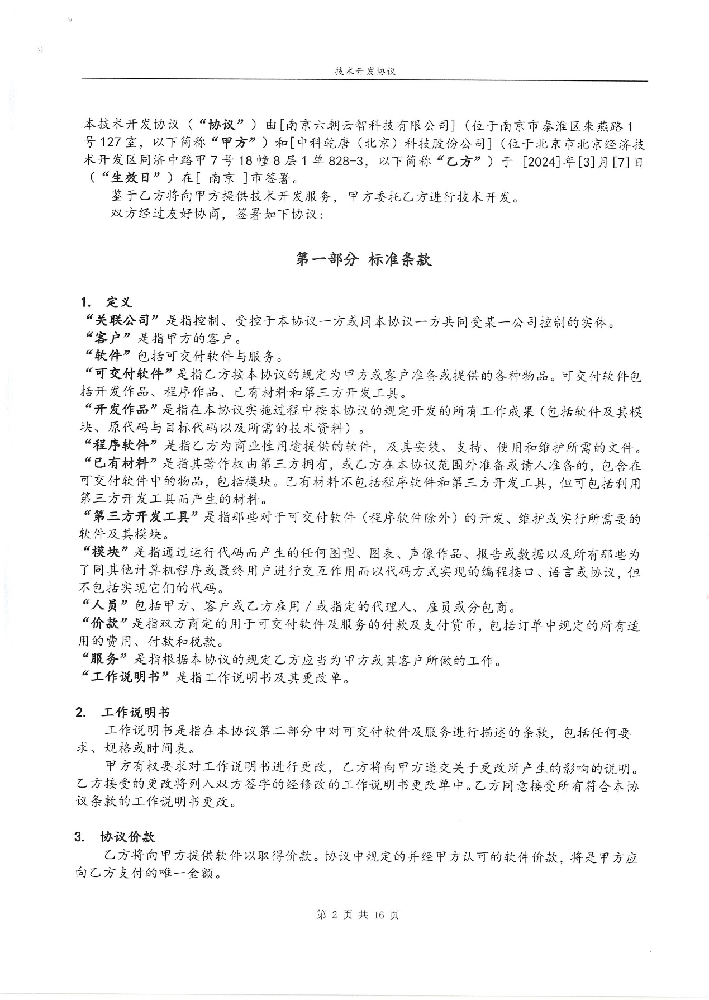 技术开发协议
本技术开发协议（“协议”）由[南京六朝云智科技有限公司]（位于南京市秦淮区来燕路1
号127室，以下简称“甲方”）和[中科乾唐（北京）科技股份公司]（位于北京市北京经济技
术开发区同济中路甲7号18幢8层1单828-3，以下简称“乙方”）于 [2024]年[3]月[7]日
（“生效日”）在[ 南京 ]市签署。
鉴于乙方将向甲方提供技术开发服务，甲方委托乙方进行技术开发。
双方经过友好协商，签署如下协议：
第一部分 标准条款
1. 定义
“关联公司”是指控制、受控于本协议一方或同本协议一方共同受某一公司控制的实体。
“客户”是指甲方的客户。
“软件”包括可交付软件与服务。
“可交付软件”是指乙方按本协议的规定为甲方或客户准备或提供的各种物品。可交付软件包
括开发作品、程序作品、已有材料和第三方开发工具。
“开发作品”是指在本协议实施过程中按本协议的规定开发的所有工作成果（包括软件及其模
块、原代码与目标代码以及所需的技术资料）。
“程序软件”是指乙方为商业性用途提供的软件，及其安装、支持、使用和维护所需的文件。
“已有材料”是指其著作权由第三方拥有，或乙方在本协议范围外准备或请人准备的，包含在
可交付软件中的物品，包括模块。已有材料不包括程序软件和第三方开发工具，但可包括利用
第三方开发工具而产生的材料。
“第三方开发工具”是指那些对于可交付软件（程序软件除外）的开发、维护或实行所需要的
软件及其模块。
“模块”是指通过运行代码而产生的任何图型、图表、声像作品、报告或数据以及所有那些为
了同其他计算机程序或最终用户进行交互作用而以代码方式实现的编程接口、语言或协议，但
不包括实现它们的代码。
“人员”包括甲方、客户或乙方雇用/或指定的代理人、雇员或分包商。
“价款”是指双方商定的用于可交付软件及服务的付款及支付货币，包括订单中规定的所有适
用的费用、付款和税款。
“服务”是指根据本协议的规定乙方应当为甲方或其客户所做的工作。
“工作说明书”是指工作说明书及其更改单。
2. 工作说明书
工作说明书是指在本协议第二部分中对可交付软件及服务进行描述的条款，包括任何要
求、规格或时间表。
甲方有权要求对工作说明书进行更改，乙方将向甲方递交关于更改所产生的影响的说明。
乙方接受的更改将列入双方签字的经修改的工作说明书更改单中。乙方同意接受所有符合本协
议条款的工作说明书更改。
3. 协议价款
乙方将向甲方提供软件以取得价款。协议中规定的并经甲方认可的软件价款，将是甲方应
向乙方支付的唯一金额。
第 2 页 共 16 页